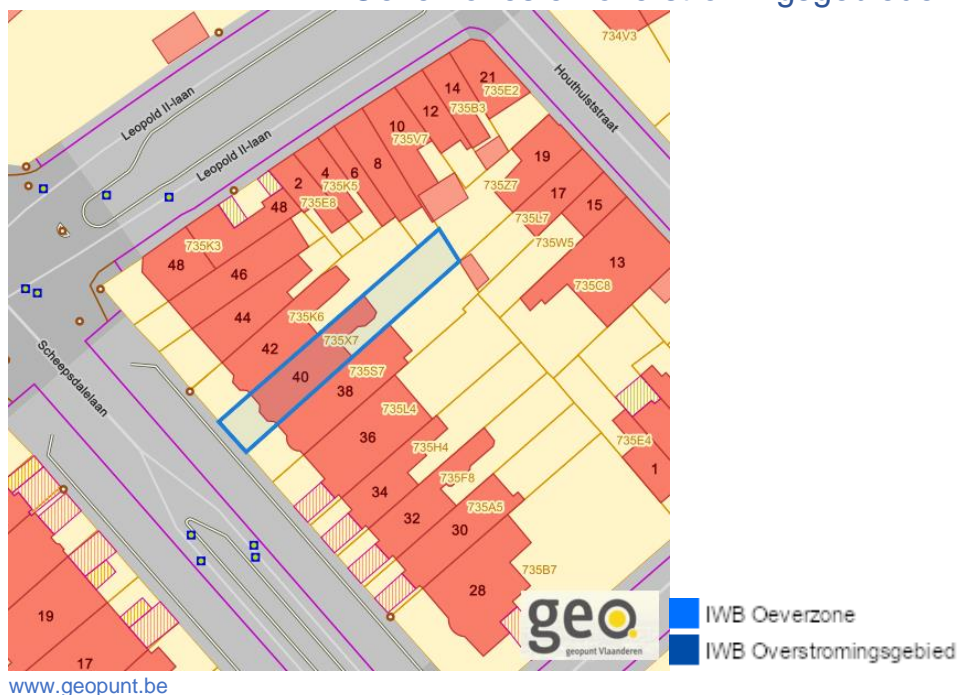 734V3
Leopold II-laan
Houthulststraat
21
14
735E2
12
735B3
10
735V7
Leopold II-laan
8
19
6
4
735K5
2
735E8
735Z7
17
48
735L7
15
735K3
735W5
48
46
13
735C8
44
735K6
42
735X7
Scheepsdalelaan
40
735S7
38
735L4
36
735H4
735E4
1
34
735F8
32
735A5
30
735B7
28
19
17
geo
geopunt Vlaanderen
IWB Oeverzone
IWB Overstromingsgebied
www.geopunt.be